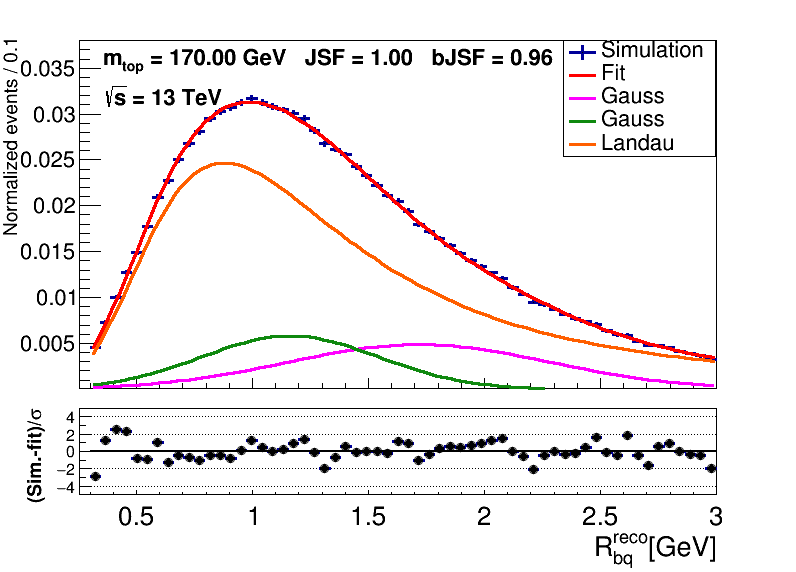 m_top = 170.00 GeV JSF = 1.00 bJSF = 0.96
√s = 13 TeV
Simulation
Fit
Gauss
Gauss
Landau
Normalized events / 0.1
0.035
0.03
0.025
0.02
0.015
0.01
0.005
(Sim.-fit)/σ
4
2
0
−2
−4
0.5 1 1.5 2 2.5 3
R_bq^reco[GeV]